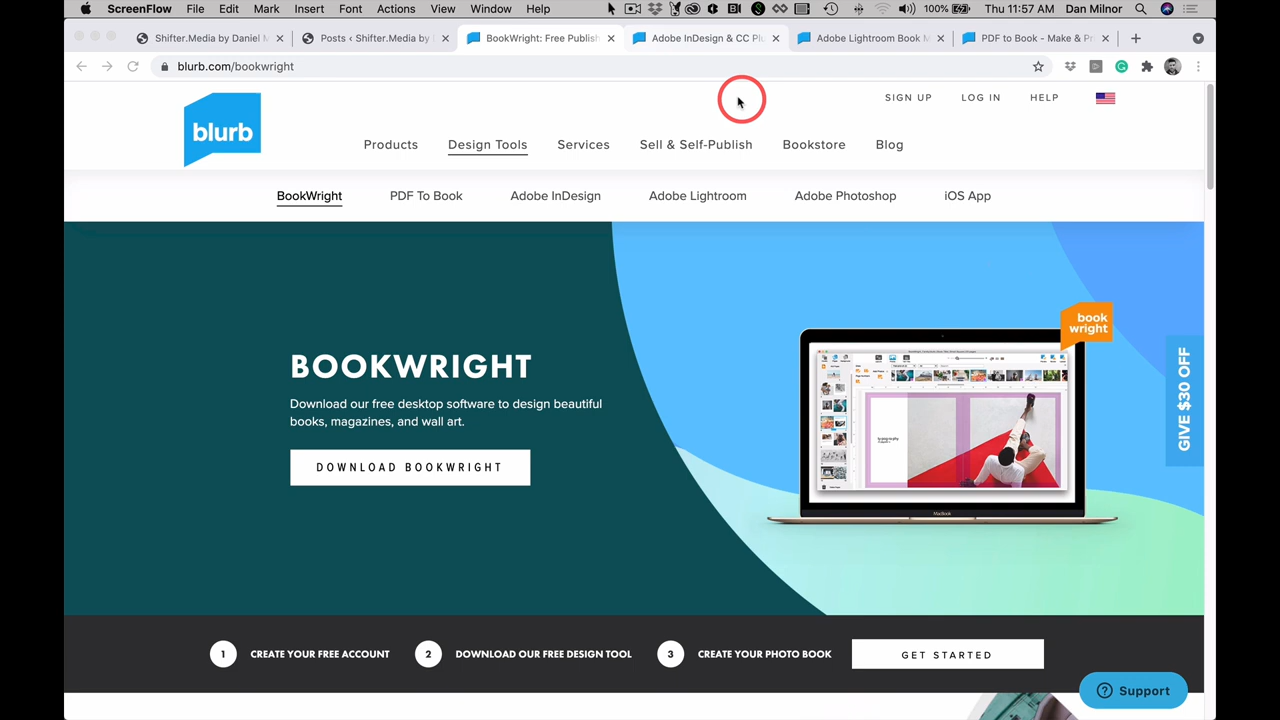 ScreenFlow File Edit Mark Insert Font Actions View Window Help 100% Thu 11:57 AM Dan Milnor
Shifter.Media by Daniel M Posts ‹ Shifter.Media by BookWright: Free Publish Adobe InDesign & CC Plu Adobe Lightroom Book M PDF to Book - Make & Pr
blurb.com/bookwright
SIGN UP LOG IN HELP
blurb
Products Design Tools Services Sell & Self-Publish Bookstore Blog
BookWright PDF To Book Adobe InDesign Adobe Lightroom Adobe Photoshop iOS App
book
wright
BOOKWRIGHT
Download our free desktop software to design beautiful
books, magazines, and wall art.
DOWNLOAD BOOKWRIGHT
GIVE $30 OFF
MacBook
1 CREATE YOUR FREE ACCOUNT 2 DOWNLOAD OUR FREE DESIGN TOOL 3 CREATE YOUR PHOTO BOOK GET STARTED
Support